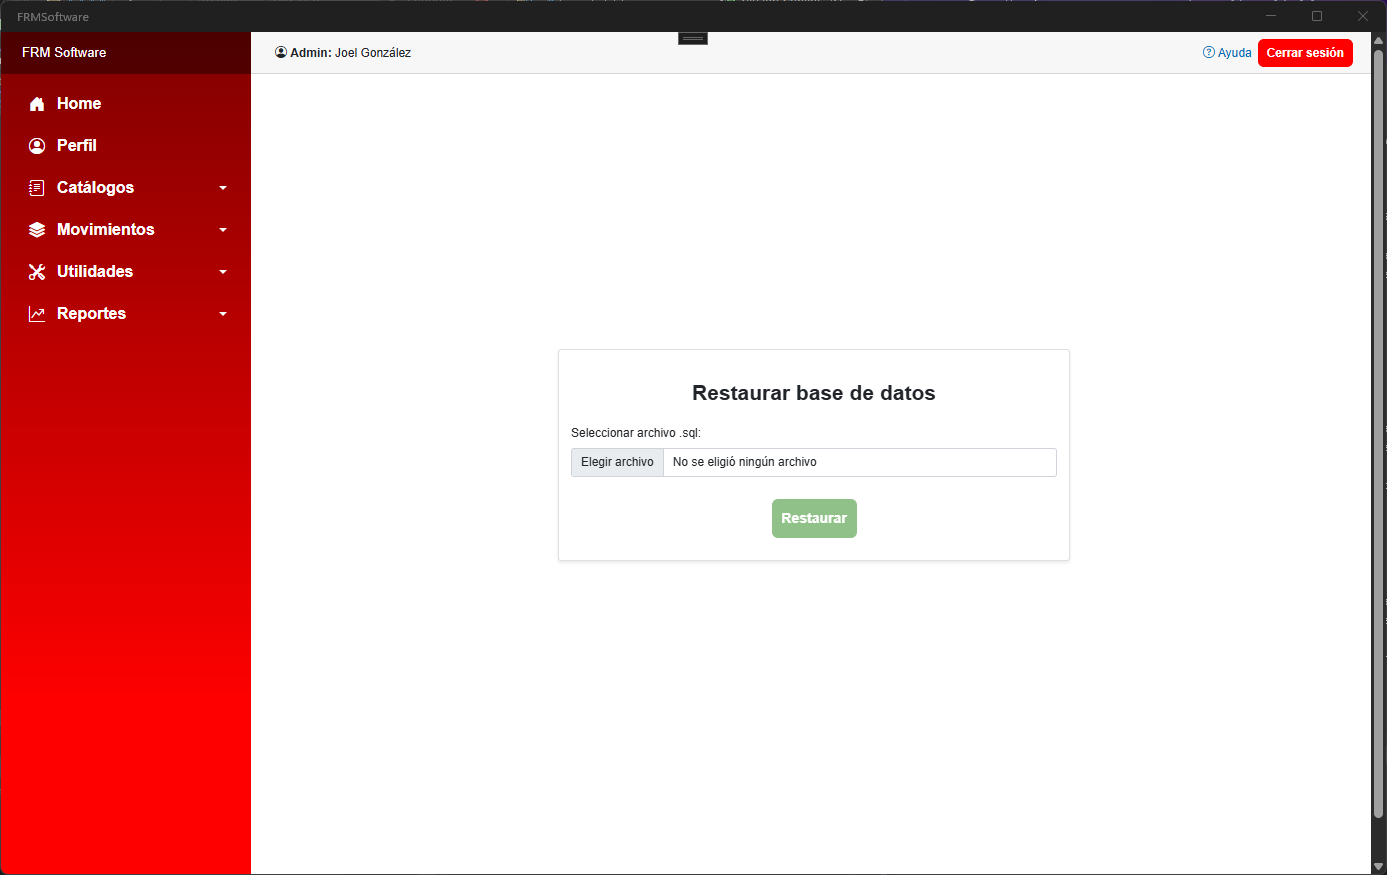 FRMSoftware
FRM Software
Admin: Joel González
Ayuda
Cerrar sesión
Home
Perfil
Catálogos
Movimientos
Utilidades
Reportes
Restaurar base de datos
Seleccionar archivo .sql:
Elegir archivo
No se eligió ningún archivo
Restaurar